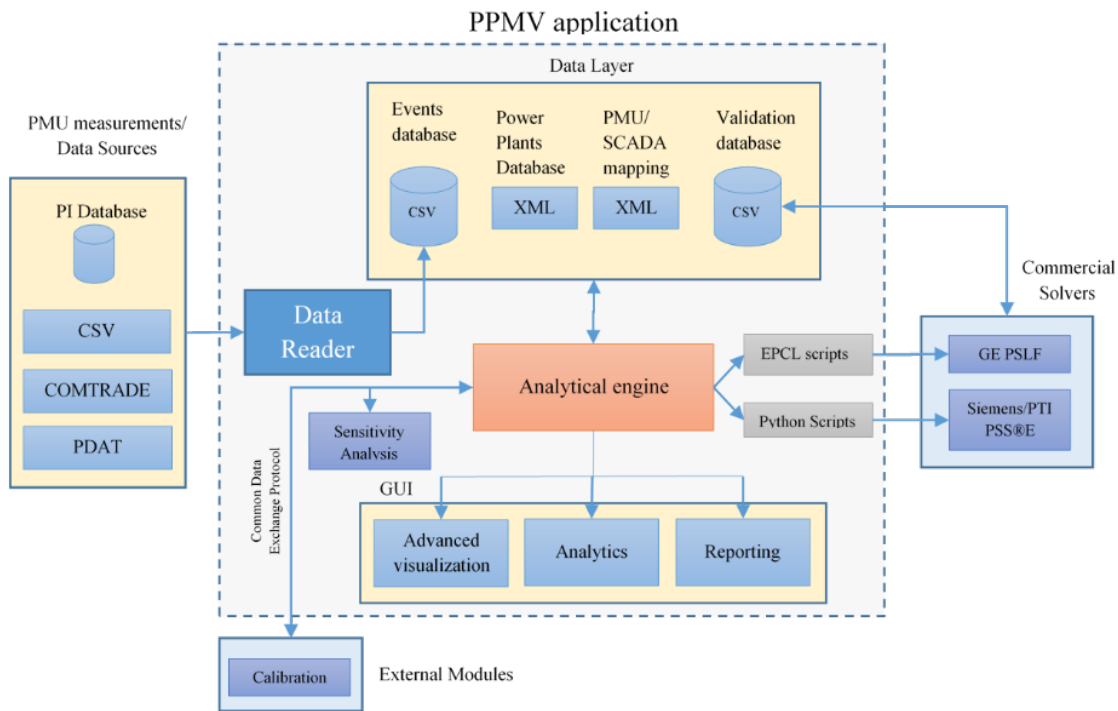 PPMV application
Data Layer
PMU measurements/
Data Sources
PI Database
CSV
COMTRADE
PDAT
Events
database
CSV
Power
Plants
Database
XML
PMU/
SCADA
mapping
XML
Validation
database
CSV
Data
Reader
Analytical engine
EPCL scripts
Python Scripts
Commercial
Solvers
GE PSLF
Siemens/PTI
PSS®E
Sensitivity
Analysis
Common Data
Exchange Protocol
GUI
Advanced
visualization
Analytics
Reporting
Calibration
External Modules